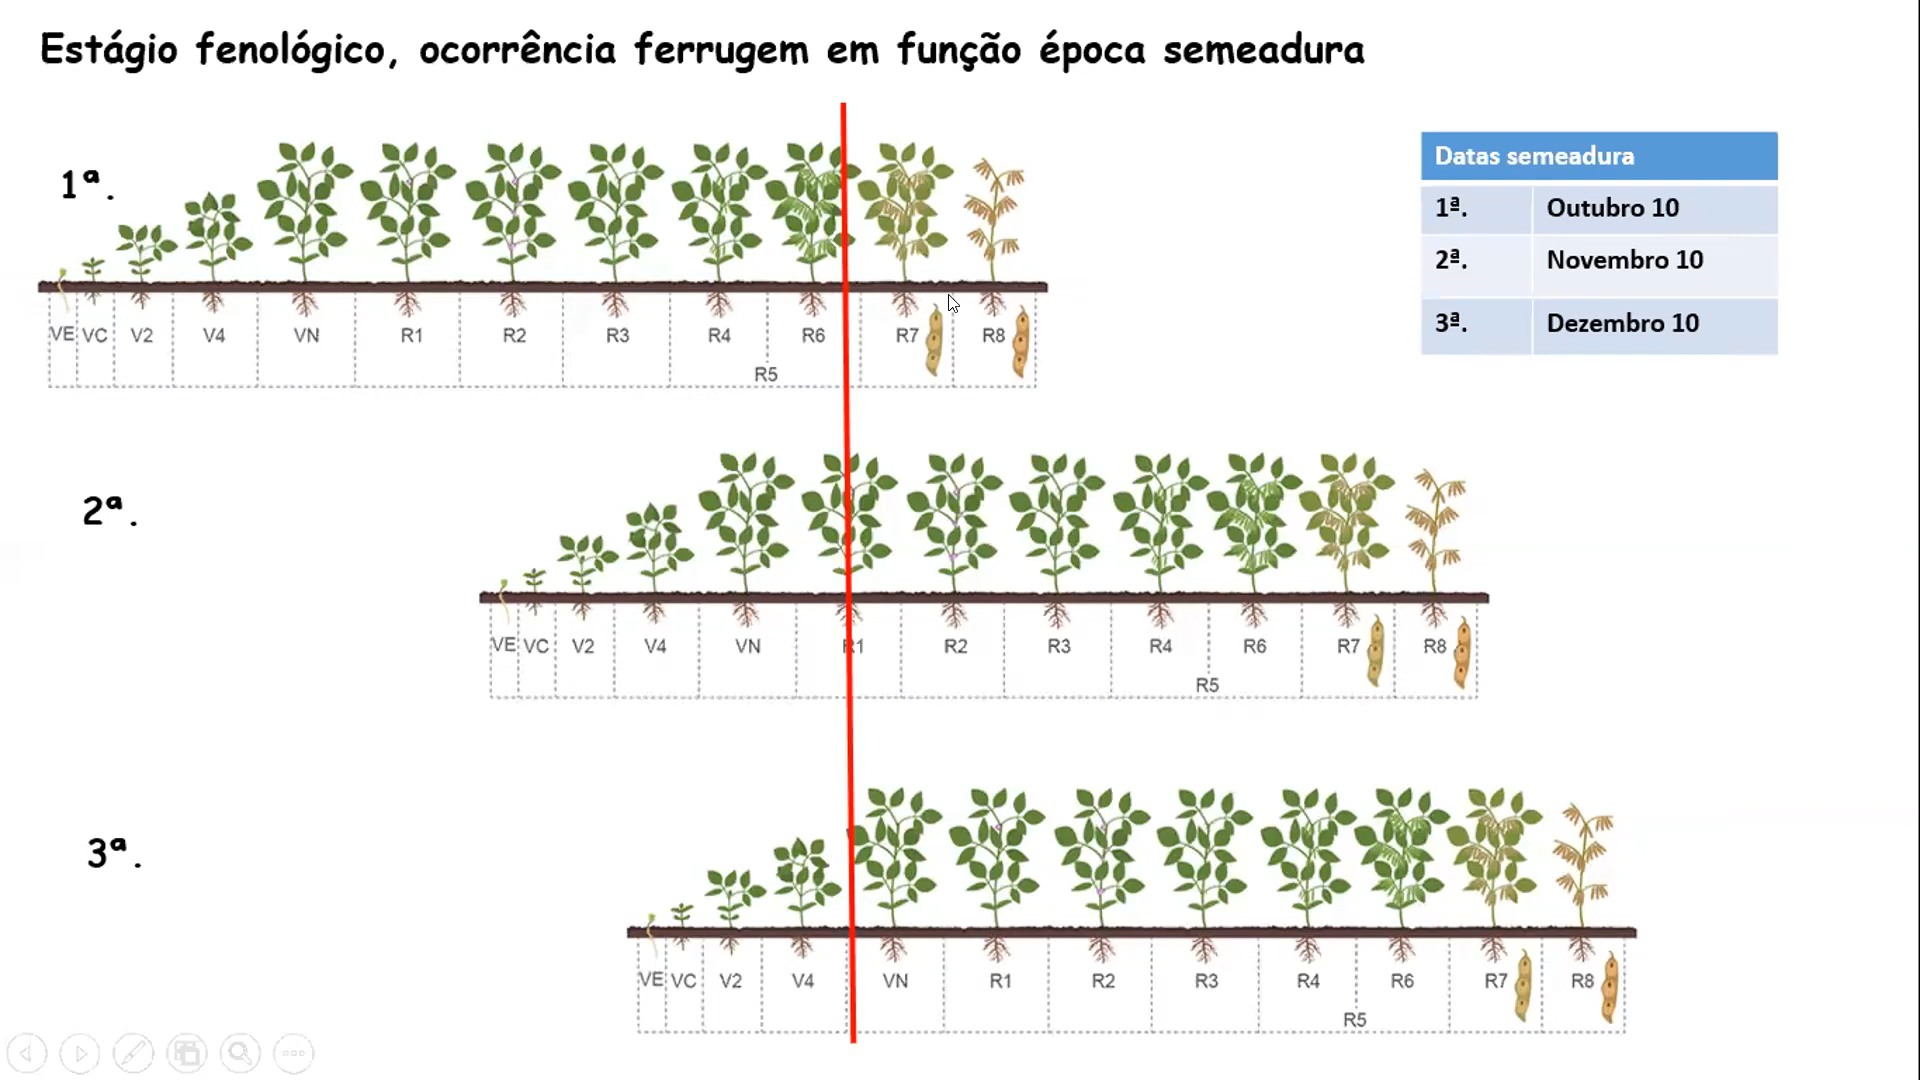 Estágio fenológico, ocorrência ferrugem em função época semeadura
Datas semeadura
1ª. Outubro 10
2ª. Novembro 10
3ª. Dezembro 10
1ª.
VE VC V2 V4 VN R1 R2 R3 R4 R6 R7 R8
R5
2ª.
VE VC V2 V4 VN R1 R2 R3 R4 R6 R7 R8
R5
3ª.
VE VC V2 V4 VN R1 R2 R3 R4 R6 R7 R8
R5